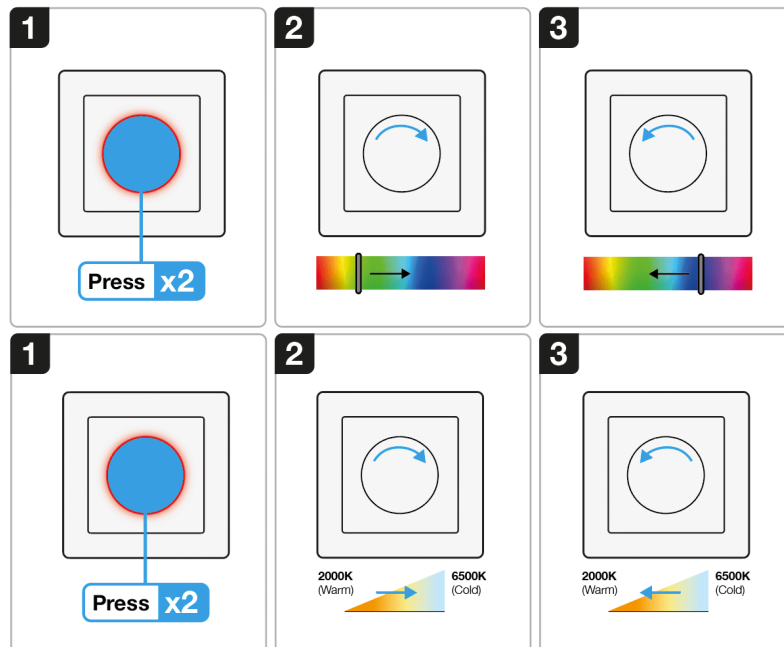 1
2
3
Press x2
1
2
3
Press x2
2000K
(Warm)
6500K
(Cold)
2000K
(Warm)
6500K
(Cold)